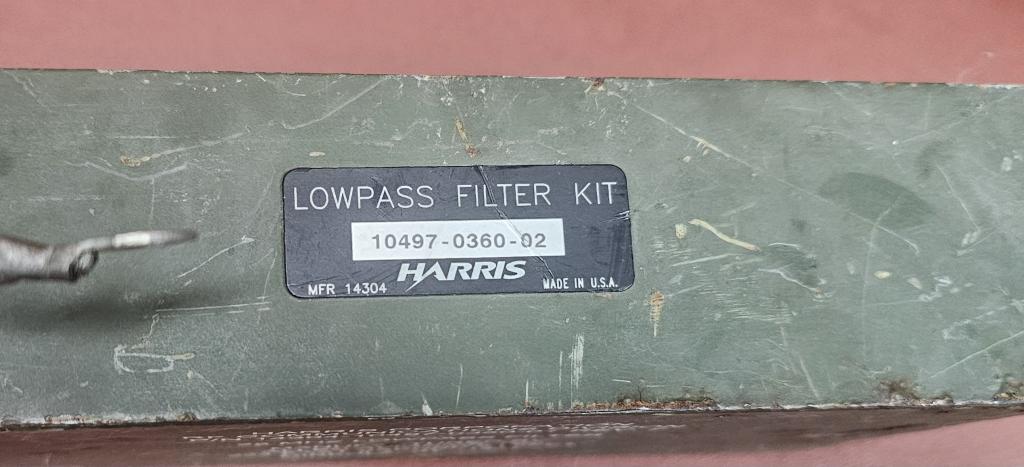 LOWPASS FILTER KIT
10497-0360-02
HARRIS
MFR 14304 MADE IN U.S.A.